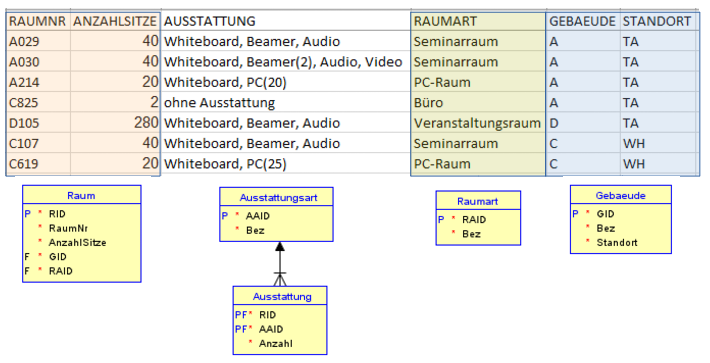 RAUMNR ANZAHLSITZE AUSSTATTUNG RAUMART GEBAEUDE STANDORT
A029 40 Whiteboard, Beamer, Audio Seminarraum A TA
A030 40 Whiteboard, Beamer(2), Audio, Video Seminarraum A TA
A214 20 Whiteboard, PC(20) PC-Raum A TA
C825 2 ohne Ausstattung Büro A TA
D105 280 Whiteboard, Beamer, Audio Veranstaltungsraum D TA
C107 40 Whiteboard, Beamer, Audio Seminarraum C WH
C619 20 Whiteboard, PC(25) PC-Raum C WH
Raum
P * RID
* RaumNr
* AnzahlSitze
F * GID
F * RAID
Ausstattungsart
P * AAID
* Bez
Ausstattung
PF* RID
PF* AAID
* Anzahl
Raumart
P * RAID
* Bez
Gebaeude
P * GID
* Bez
* Standort